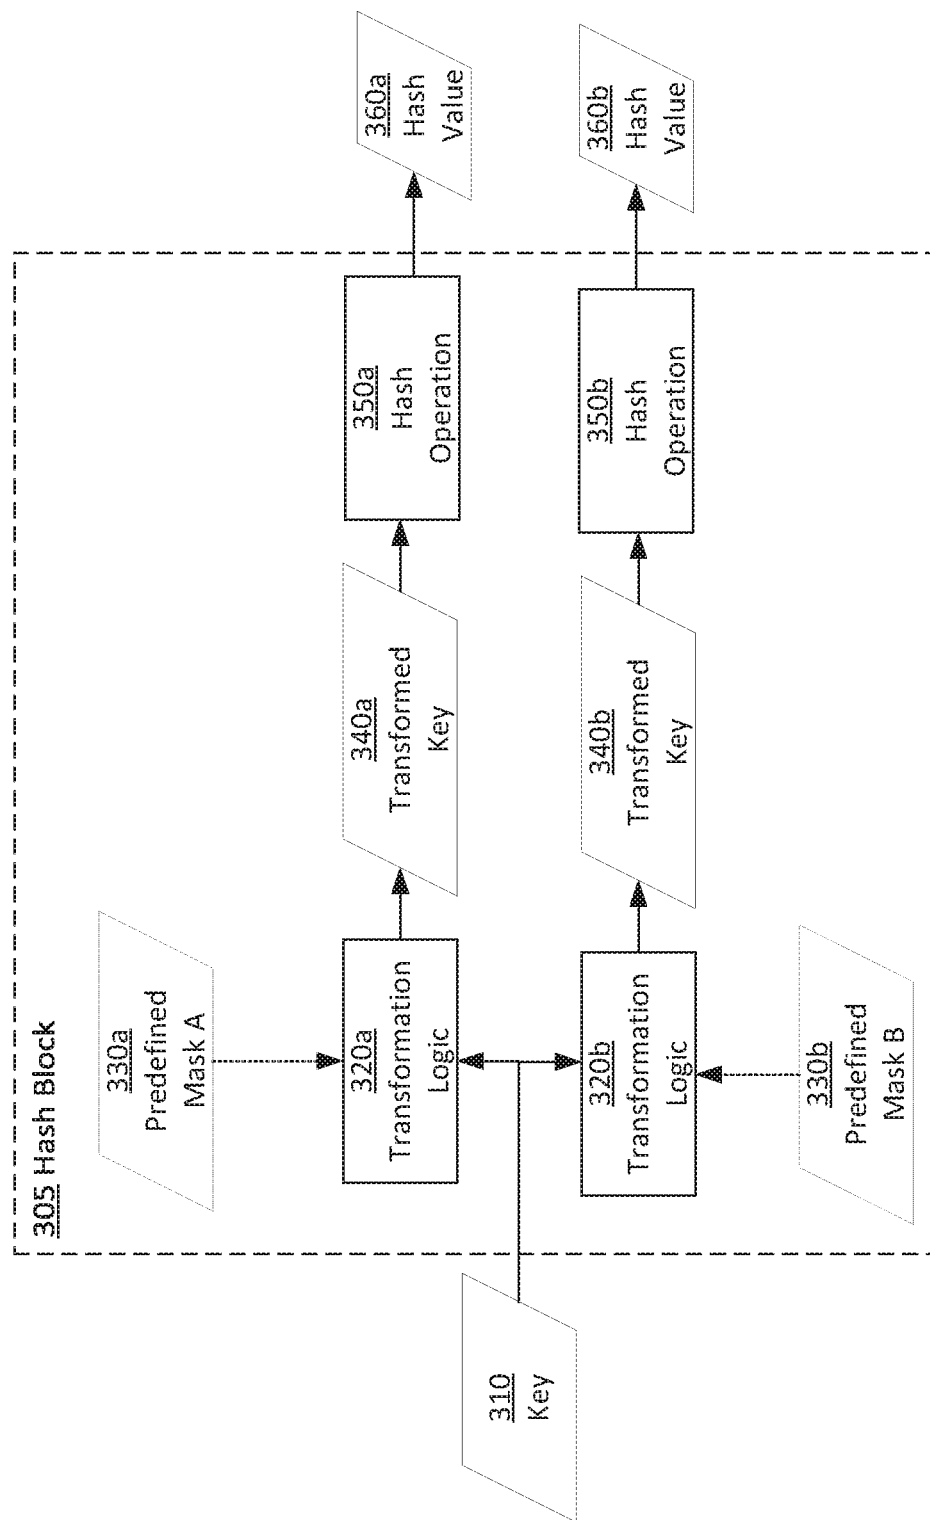 305 Hash Block
330a
Predefined
Mask A
320a
Transformation
Logic
340a
Transformed
Key
350a
Hash
Operation
360a
Hash
Value
310
Key
320b
Transformation
Logic
340b
Transformed
Key
350b
Hash
Operation
360b
Hash
Value
330b
Predefined
Mask B